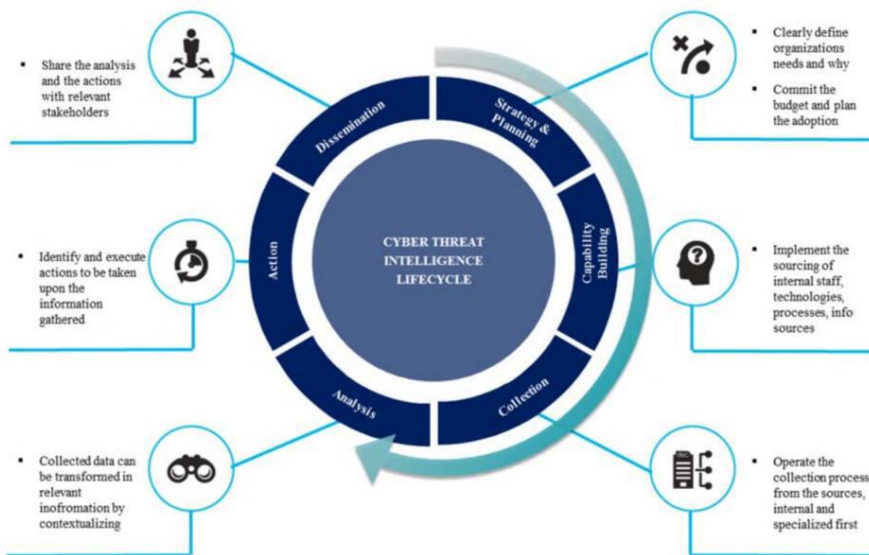 Share the analysis
and the actions
with relevant
stakeholders
Clearly define
organizations
needs and why
Commit the
budget and plan
the adoption
Dissemination
Strategy &
Planning
Identify and execute
actions to be taken
upon the
information
gathered
Action
CYBER THREAT
INTELLIGENCE
LIFECYCLE
Capability
Building
?
Implement the
sourcing of
internal staff,
technologies,
processes, info
sources
Analysis
Collection
Collected data can
be transformed in
relevant
inofromation by
contextualizing
Operate the
collection process
from the sources,
internal and
specialized first